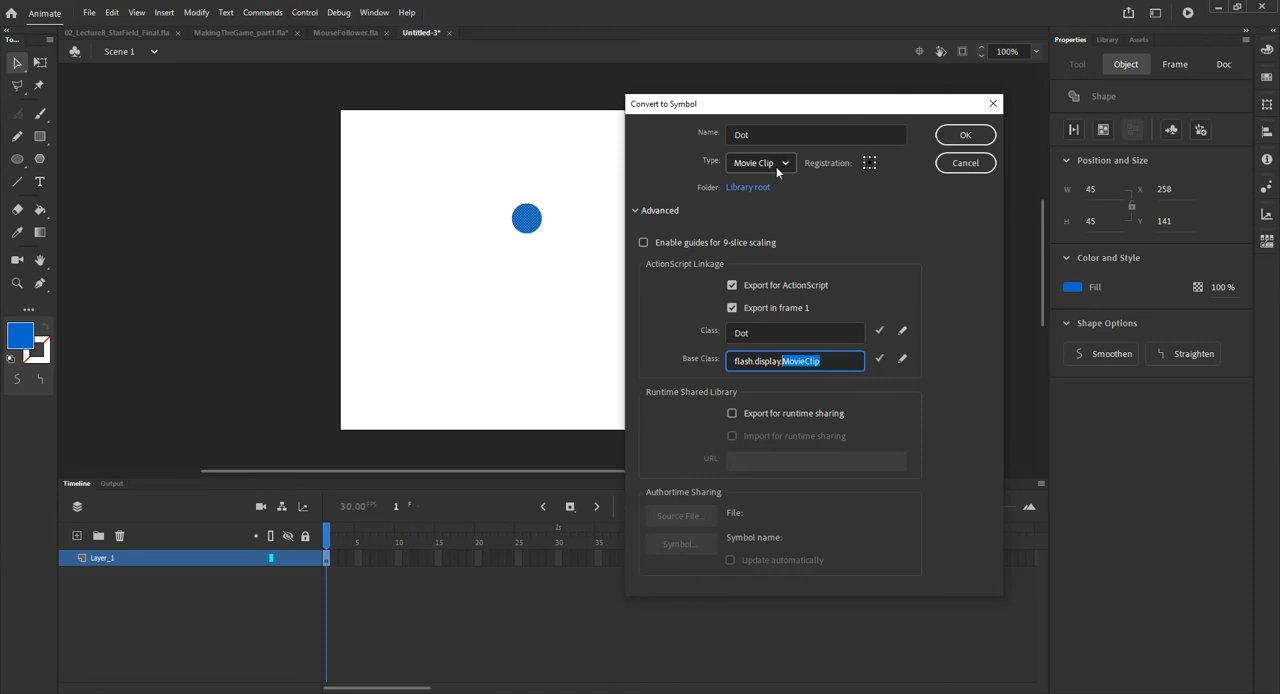 Animate File Edit View Insert Modify Text Commands Control Debug Window Help
02_Lecture8_StarField_Final.fla × MakingTheGame_part1.fla* × MouseFollower.fla × Untitled-3* ×
To...
Scene 1
100%
Properties Library Assets
Tool Object Frame Doc
Shape
Position and Size
W 45 X 258
H 45 Y 141
Color and Style
Fill 100 %
Shape Options
Smoothen Straighten
Convert to Symbol
Name: Dot
OK
Type: Movie Clip Registration:
Cancel
Folder: Library root
Advanced
Enable guides for 9-slice scaling
ActionScript Linkage
Export for ActionScript
Export in frame 1
Class: Dot
Base Class: flash.display.MovieClip
Runtime Shared Library
Export for runtime sharing
Import for runtime sharing
URL:
Authortime Sharing
Source File... File:
Symbol... Symbol name:
Update automatically
Timeline Output
30.00 FPS 1 F
1s
5 10 15 20 25 30 35
Layer_1